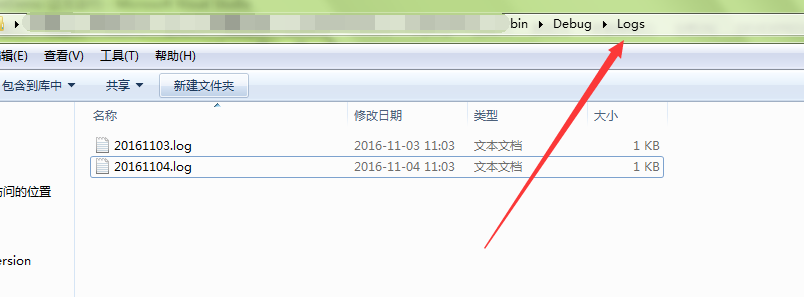 bin Debug Logs
编辑(E) 查看(V) 工具(T) 帮助(H)
包含到库中 共享 新建文件夹
名称 修改日期 类型 大小
20161103.log 2016-11-03 11:03 文本文档 1 KB
20161104.log 2016-11-04 11:03 文本文档 1 KB
访问的位置
ersion